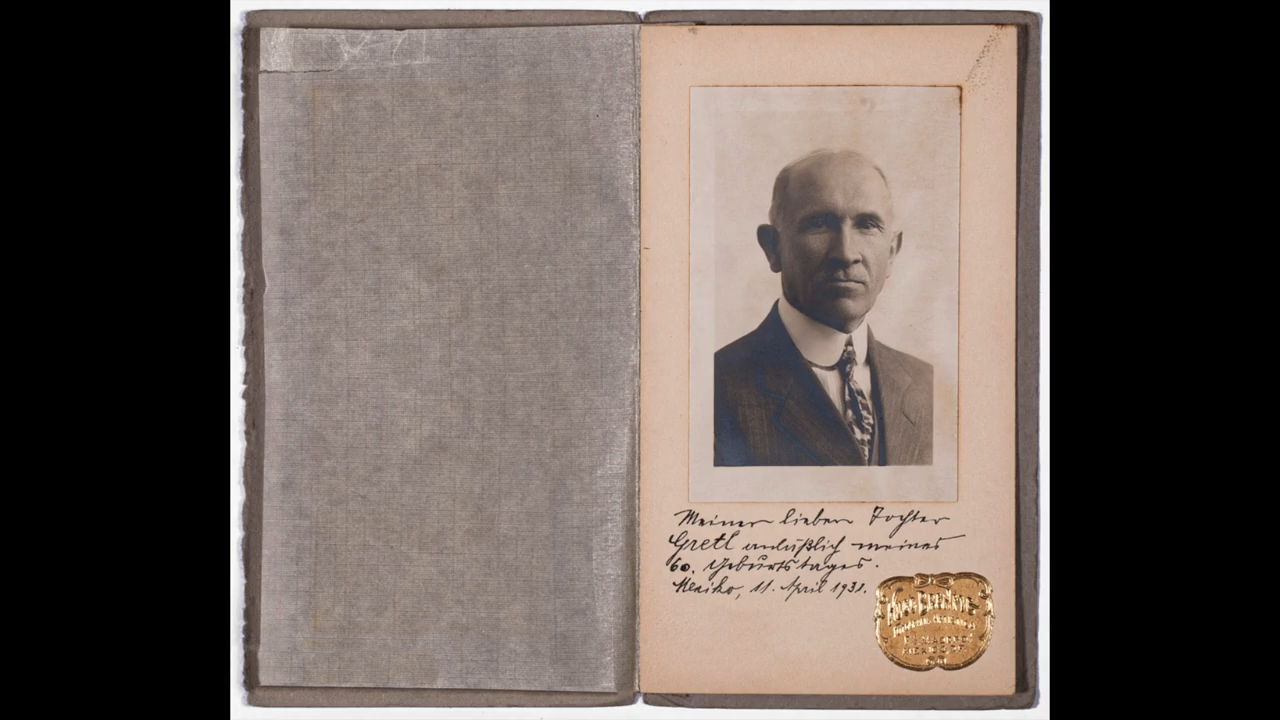 Meiner lieben Tochter
Gretl anläßlich meines
60. Geburtstages.
Mexiko, 11. April 1931.